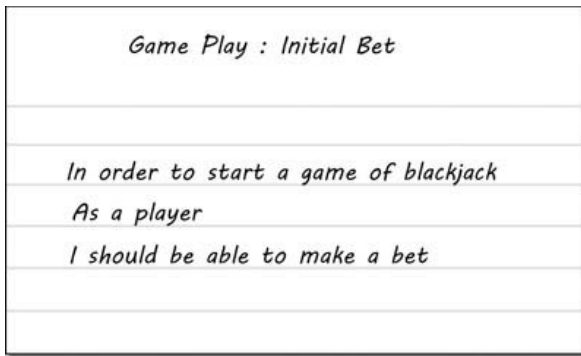 Game Play : Initial Bet
In order to start a game of blackjack
As a player
I should be able to make a bet